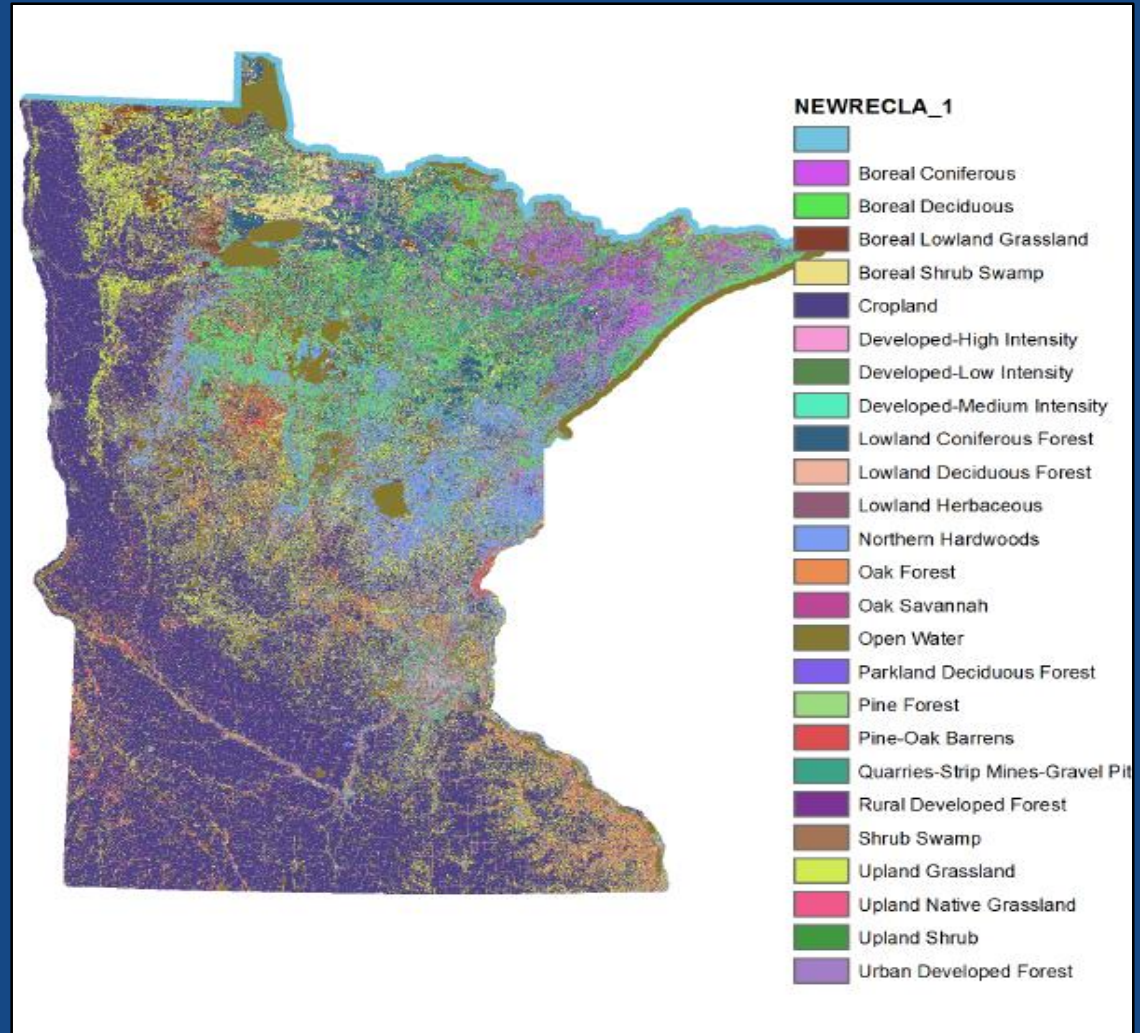 NEWRECLA_1
Boreal Coniferous
Boreal Deciduous
Boreal Lowland Grassland
Boreal Shrub Swamp
Cropland
Developed-High Intensity
Developed-Low Intensity
Developed-Medium Intensity
Lowland Coniferous Forest
Lowland Deciduous Forest
Lowland Herbaceous
Northern Hardwoods
Oak Forest
Oak Savannah
Open Water
Parkland Deciduous Forest
Pine Forest
Pine-Oak Barrens
Quarries-Strip Mines-Gravel Pit
Rural Developed Forest
Shrub Swamp
Upland Grassland
Upland Native Grassland
Upland Shrub
Urban Developed Forest